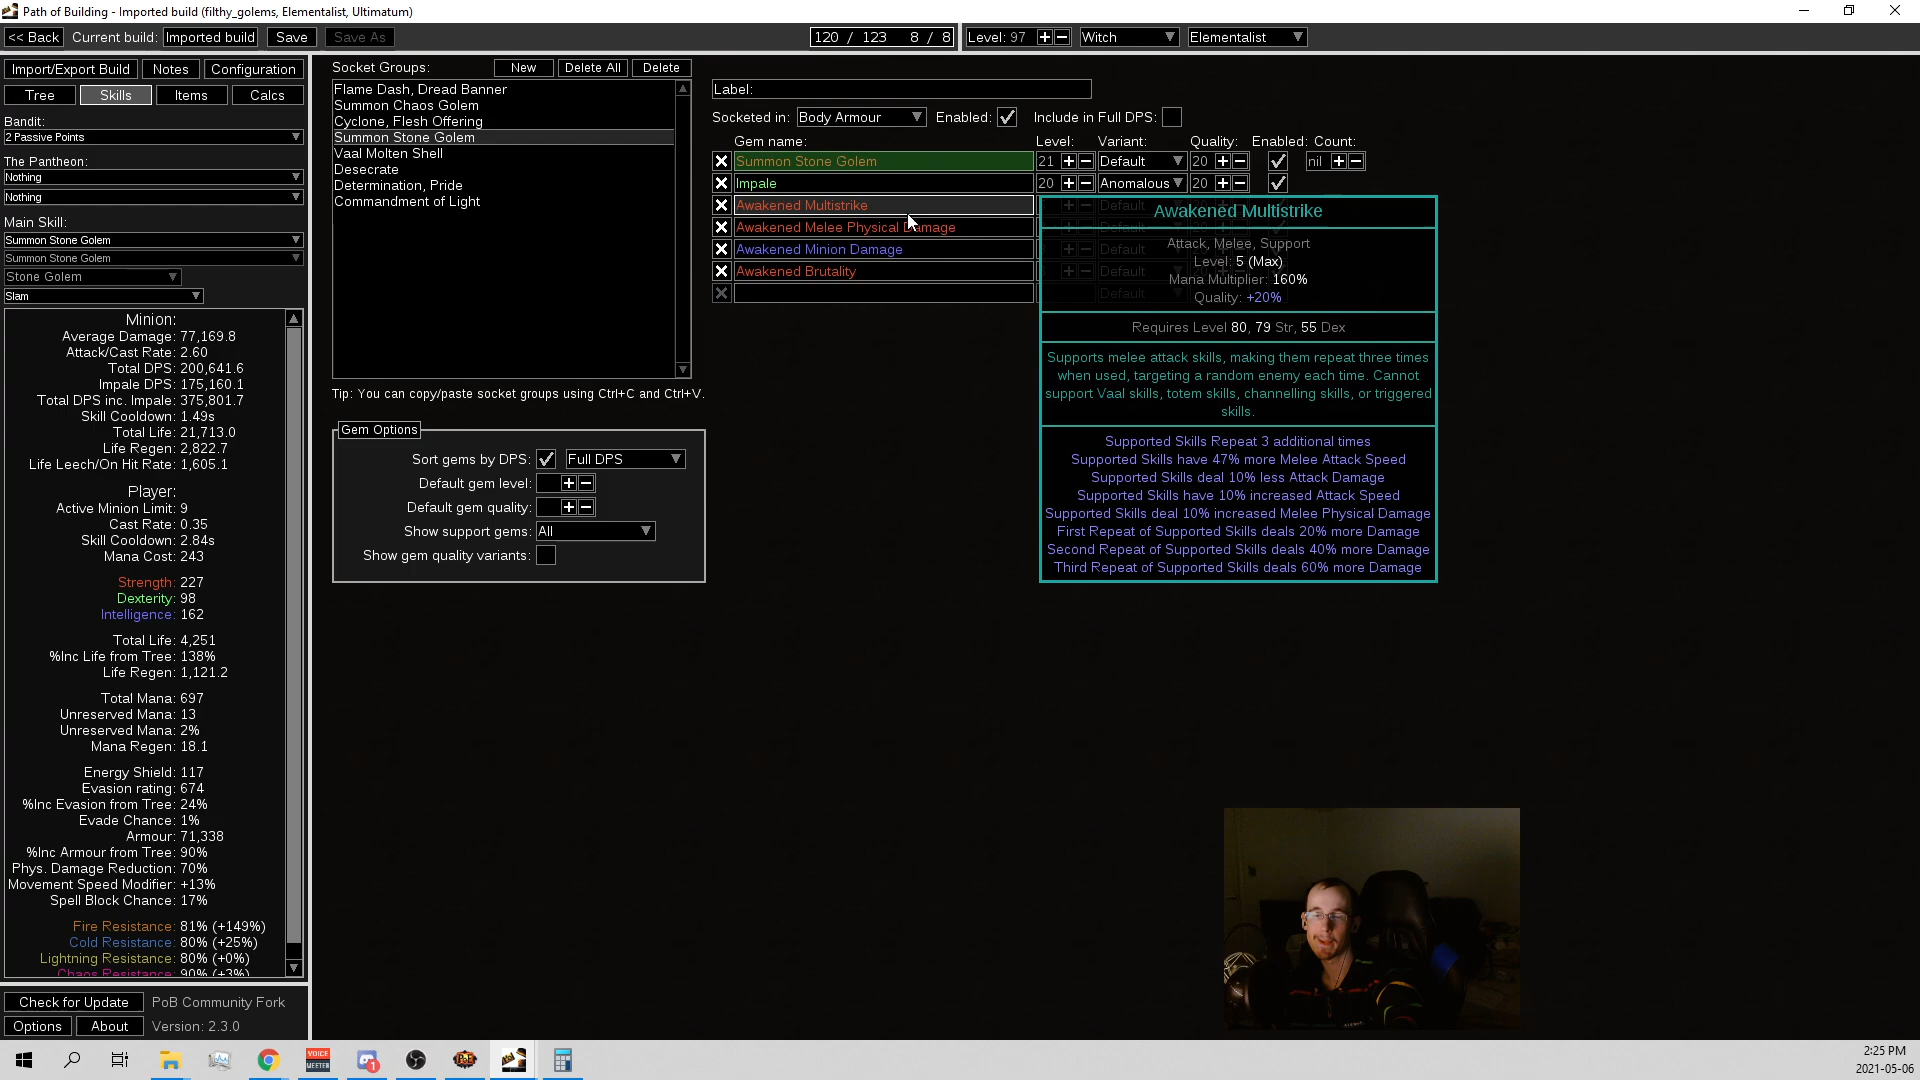 Path of Building - Imported build (filthy_golems, Elementalist, Ultimatum)
<< Back Current build: Imported build Save Save As 120 / 123 8 / 8 Level: 97 Witch Elementalist
Import/Export Build Notes Configuration
Tree Skills Items Calcs
Bandit:
2 Passive Points
The Pantheon:
Nothing
Nothing
Main Skill:
Summon Stone Golem
Summon Stone Golem
Stone Golem
Slam
Minion:
Average Damage: 77,169.8
Attack/Cast Rate: 2.60
Total DPS: 200,641.6
Impale DPS: 175,160.1
Total DPS inc. Impale: 375,801.7
Skill Cooldown: 1.49s
Total Life: 21,713.0
Life Regen: 2,822.7
Life Leech/On Hit Rate: 1,605.1
Player:
Active Minion Limit: 9
Cast Rate: 0.35
Skill Cooldown: 2.84s
Mana Cost: 243
Strength: 227
Dexterity: 98
Intelligence: 162
Total Life: 4,251
%Inc Life from Tree: 138%
Life Regen: 1,121.2
Total Mana: 697
Unreserved Mana: 13
Unreserved Mana: 2%
Mana Regen: 18.1
Energy Shield: 117
Evasion rating: 674
%Inc Evasion from Tree: 24%
Evade Chance: 1%
Armour: 71,338
%Inc Armour from Tree: 90%
Phys. Damage Reduction: 70%
Movement Speed Modifier: +13%
Spell Block Chance: 17%
Fire Resistance: 81% (+149%)
Cold Resistance: 80% (+25%)
Lightning Resistance: 80% (+0%)
Chaos Resistance: 90% (+3%)
Check for Update PoB Community Fork
Options About Version: 2.3.0
Socket Groups: New Delete All Delete
Flame Dash, Dread Banner
Summon Chaos Golem
Cyclone, Flesh Offering
Summon Stone Golem
Vaal Molten Shell
Desecrate
Determination, Pride
Commandment of Light
Tip: You can copy/paste socket groups using Ctrl+C and Ctrl+V.
Gem Options
Sort gems by DPS: Full DPS
Default gem level:
Default gem quality:
Show support gems: All
Show gem quality variants:
Label:
Socketed in: Body Armour Enabled: Include in Full DPS:
Gem name: Level: Variant: Quality: Enabled: Count:
Summon Stone Golem 21 Default 20 nil
Impale 20 Anomalous 20
Awakened Multistrike
Awakened Melee Physical Damage
Awakened Minion Damage
Awakened Brutality
Awakened Multistrike
Attack, Melee, Support
Level: 5 (Max)
Mana Multiplier: 160%
Quality: +20%
Requires Level 80, 79 Str, 55 Dex
Supports melee attack skills, making them repeat three times
when used, targeting a random enemy each time. Cannot
support Vaal skills, totem skills, channelling skills, or triggered
skills.
Supported Skills Repeat 3 additional times
Supported Skills have 47% more Melee Attack Speed
Supported Skills deal 10% less Attack Damage
Supported Skills have 10% increased Attack Speed
Supported Skills deal 10% increased Melee Physical Damage
First Repeat of Supported Skills deals 20% more Damage
Second Repeat of Supported Skills deals 40% more Damage
Third Repeat of Supported Skills deals 60% more Damage
VOICE
MEETER
1
2:25 PM
2021-05-06